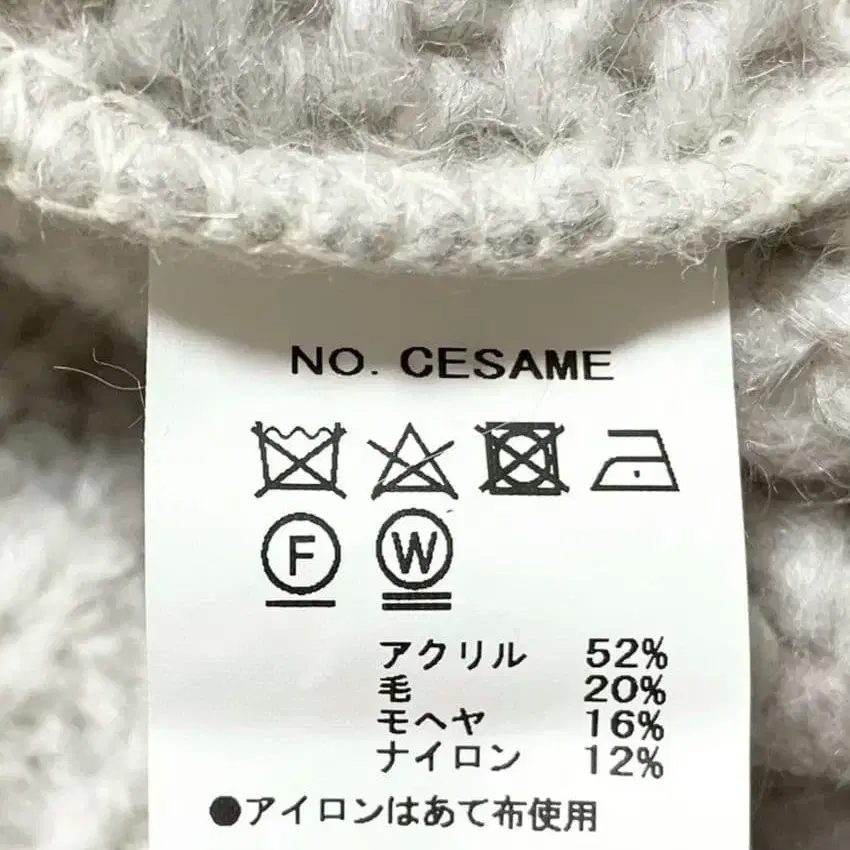 NO. CESAME
F W
アクリル 52%
毛 20%
モヘヤ 16%
ナイロン 12%
●アイロンはあて布使用